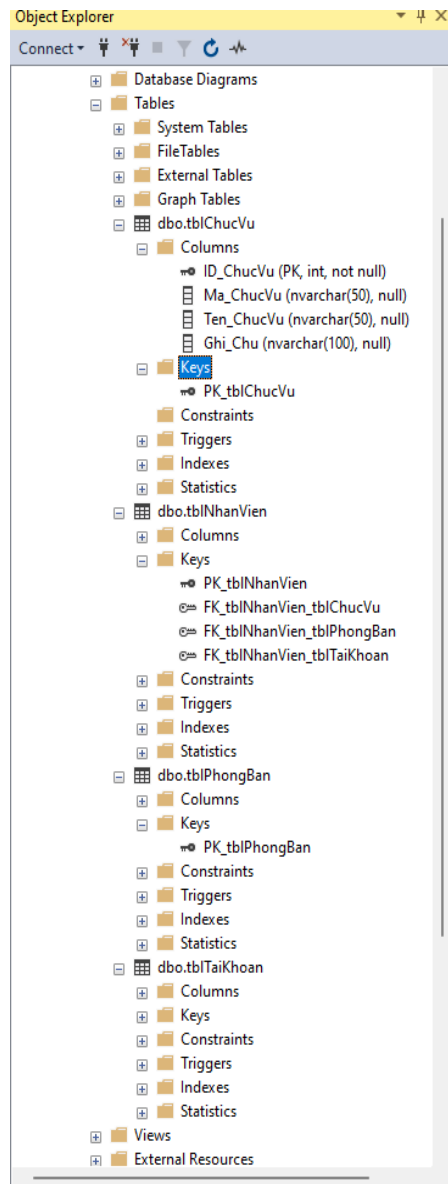 Object Explorer
Connect
Database Diagrams
Tables
System Tables
FileTables
External Tables
Graph Tables
dbo.tblChucVu
Columns
ID_ChucVu (PK, int, not null)
Ma_ChucVu (nvarchar(50), null)
Ten_ChucVu (nvarchar(50), null)
Ghi_Chu (nvarchar(100), null)
Keys
PK_tblChucVu
Constraints
Triggers
Indexes
Statistics
dbo.tblNhanVien
Columns
Keys
PK_tblNhanVien
FK_tblNhanVien_tblChucVu
FK_tblNhanVien_tblPhongBan
FK_tblNhanVien_tblTaiKhoan
Constraints
Triggers
Indexes
Statistics
dbo.tblPhongBan
Columns
Keys
PK_tblPhongBan
Constraints
Triggers
Indexes
Statistics
dbo.tblTaiKhoan
Columns
Keys
Constraints
Triggers
Indexes
Statistics
Views
External Resources